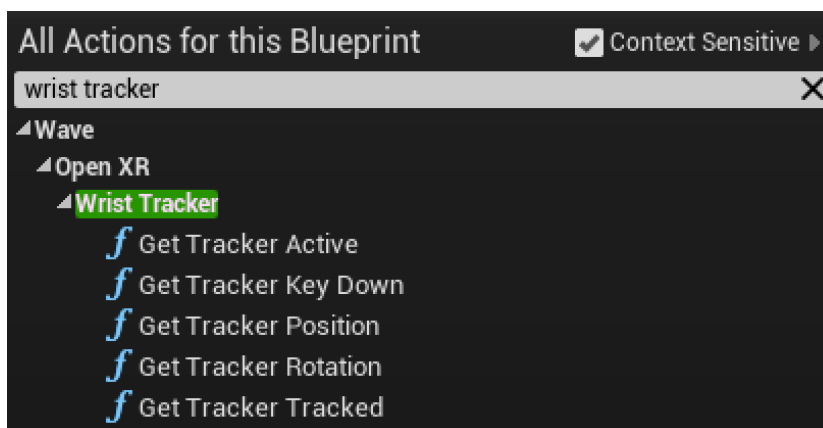 All Actions for this Blueprint Context Sensitive
wrist tracker
Wave
Open XR
Wrist Tracker
Get Tracker Active
Get Tracker Key Down
Get Tracker Position
Get Tracker Rotation
Get Tracker Tracked